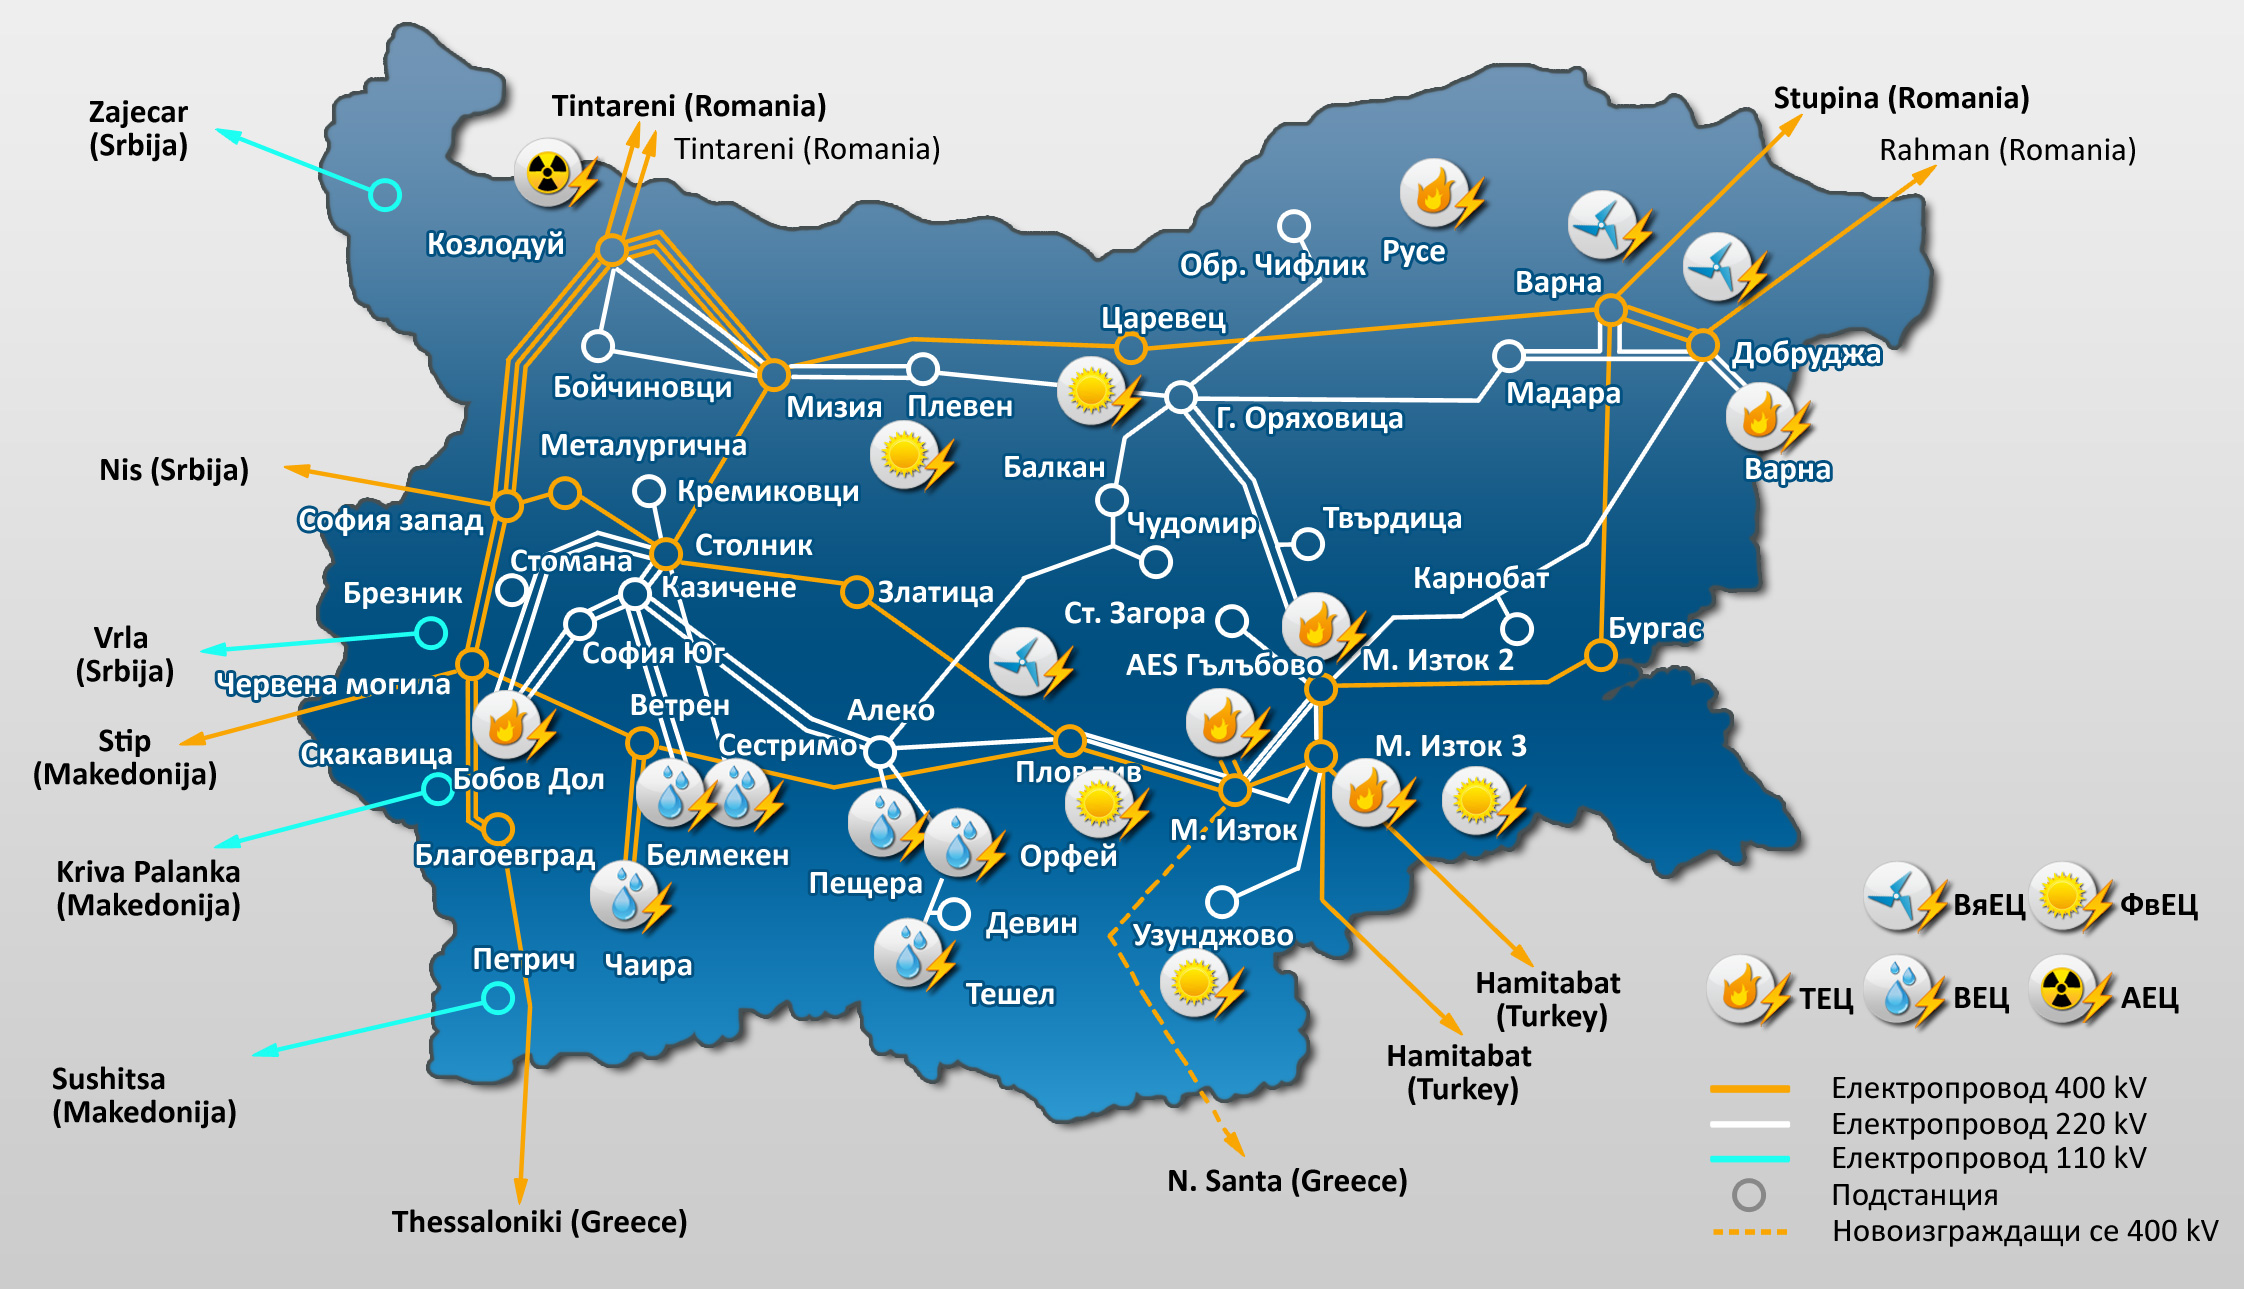 Zajecar
(Srbija)
Tintareni (Romania)
Tintareni (Romania)
Stupina (Romania)
Rahman (Romania)
Козлодуй
Обр. Чифлик
Русе
Варна
Царевец
Добруджа
Бойчиновци
Мизия
Плевен
Г. Оряховица
Мадара
Варна
Металургична
Nis (Srbija)
Кремиковци
Балкан
София запад
Чудомир
Твърдица
Столник
Стомана
Казичене
Златица
Карнобат
Брезник
Ст. Загора
Бургас
Vrla
(Srbija)
София Юг
AES Гълъбово
М. Изток 2
Червена могила
Ветрен
Алеко
Stip
(Makedonija)
Скакавица
Сестримо
М. Изток 3
Бобов Дол
Пловдив
М. Изток
Благоевград
Белмекен
Орфей
Kriva Palanka
(Makedonija)
Пещера
Девин
Узунджово
Петрич
Чаира
Тешел
Hamitabat
(Turkey)
Hamitabat
(Turkey)
Sushitsa
(Makedonija)
N. Santa (Greece)
Thessaloniki (Greece)
ВяЕЦ
ФвЕЦ
ТЕЦ
ВЕЦ
АЕЦ
Електропровод 400 kV
Електропровод 220 kV
Електропровод 110 kV
Подстанция
Новоизграждащи се 400 kV